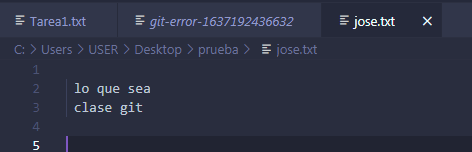 Tarea1.txt git-error-1637192436632 jose.txt
C: > Users > USER > Desktop > prueba > jose.txt
1
2 lo que sea
3 clase git
4
5